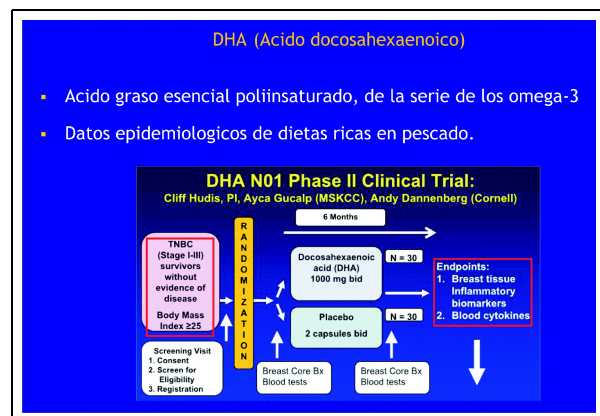 DHA (Acido docosahexaenoico)
▪ Acido graso esencial poliinsaturado, de la serie de los omega-3
▪ Datos epidemiologicos de dietas ricas en pescado.
DHA N01 Phase II Clinical Trial:
Cliff Hudis, PI, Ayca Gucalp (MSKCC), Andy Dannenberg (Cornell)
6 Months
TNBC
(Stage I-III)
survivors
without
evidence of
disease
Body Mass
Index ≥25
Screening Visit
1. Consent
2. Screen for
Eligibility
3. Registration
RANDOMIZATION
Docosahexaenoic
acid (DHA)
1000 mg bid
N = 30
Placebo
2 capsules bid
N = 30
Breast Core Bx
Blood tests
Breast Core Bx
Blood tests
Endpoints:
1. Breast tissue
Inflammatory
biomarkers
2. Blood cytokines